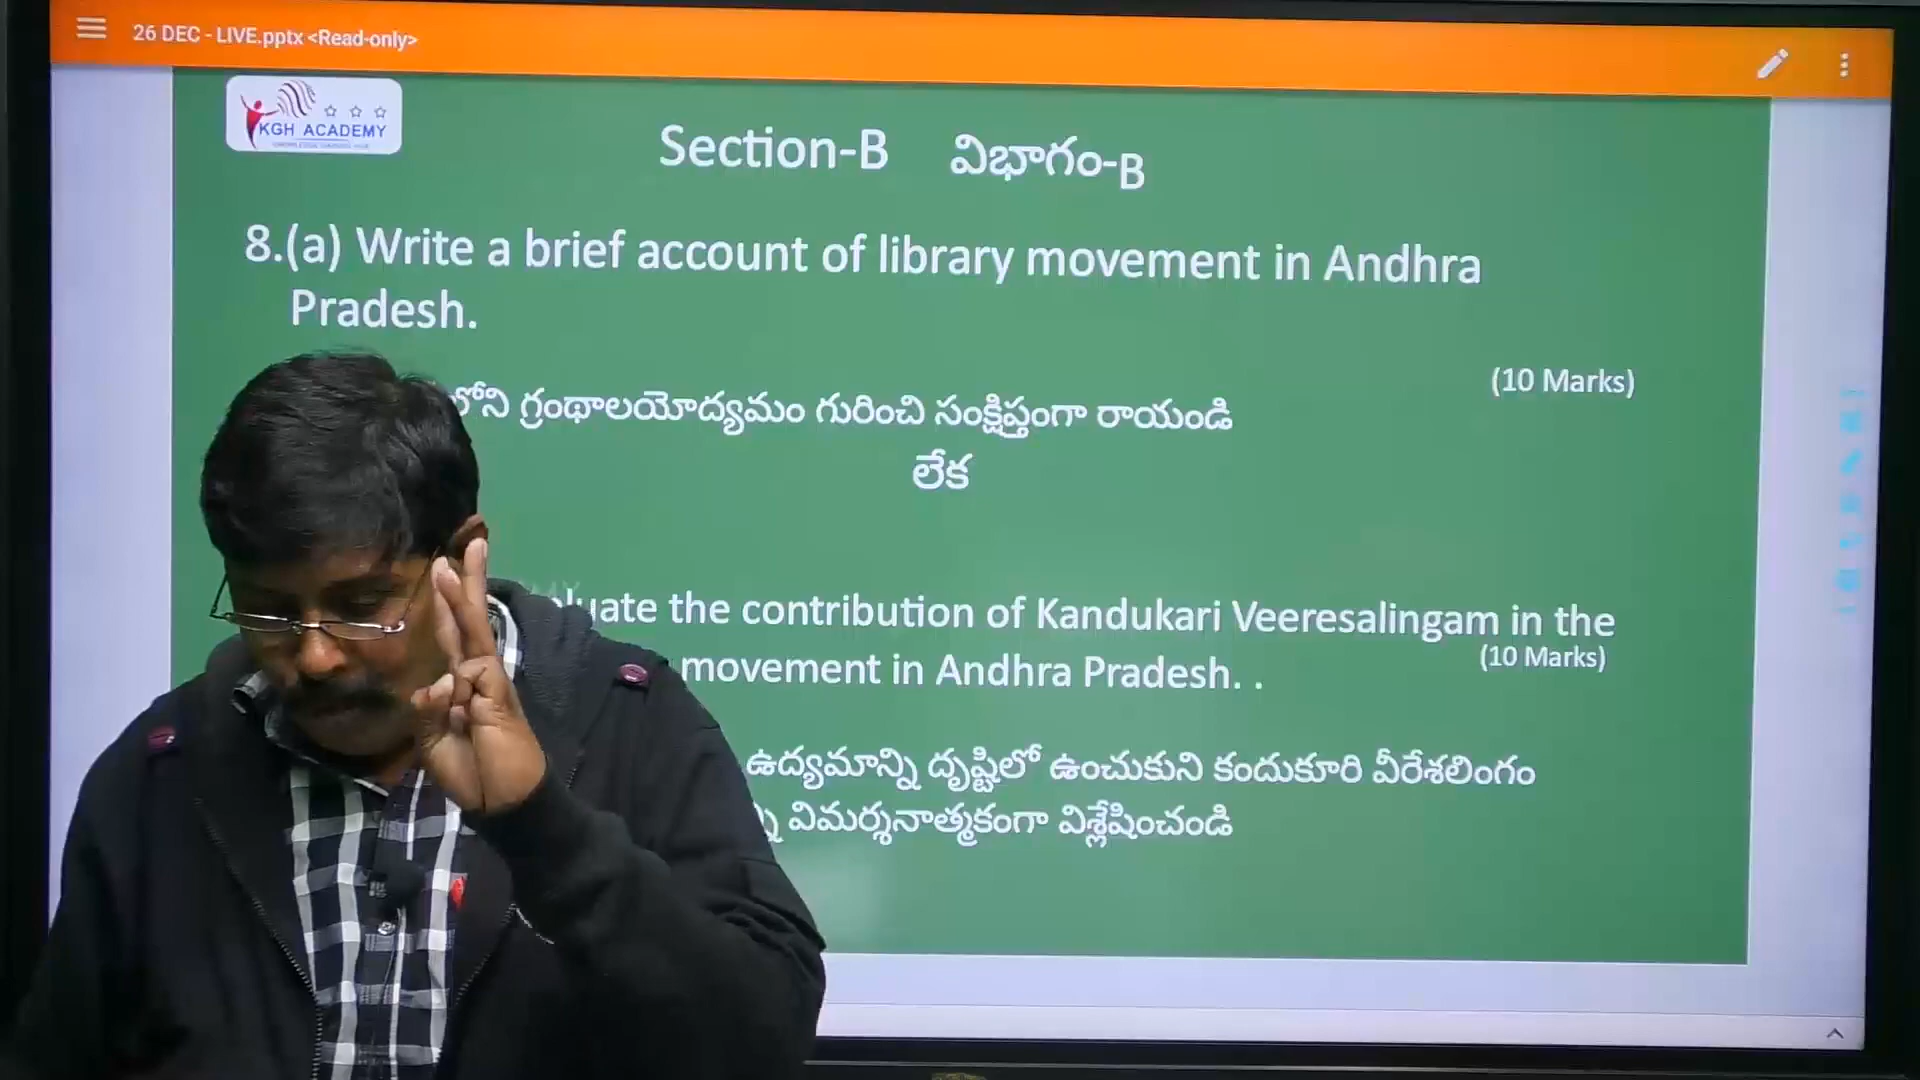 26 DEC - LIVE.pptx <Read-only>
KGH ACADEMY
Section-B విభాగం-B
8.(a) Write a brief account of library movement in Andhra
Pradesh.
(10 Marks)
గ్రంథాలయోద్యమం గురించి సంక్షిప్తంగా రాయండి
లేక
the contribution of Kandukari Veeresalingam in the
(10 Marks)
movement in Andhra Pradesh. .
ఉద్యమాన్ని దృష్టిలో ఉంచుకుని కందుకూరి వీరేశలింగం
విమర్శనాత్మకంగా విశ్లేషించండి